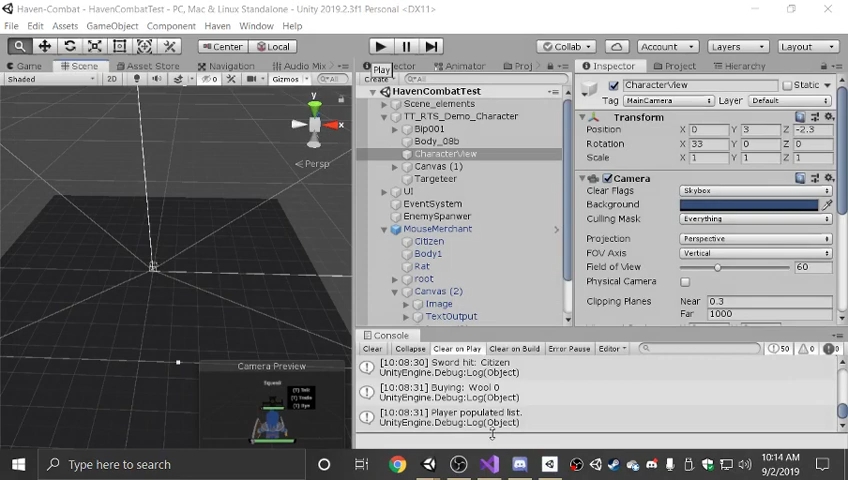 Haven-Combat - HavenCombatTest - PC, Mac & Linux Standalone - Unity 2019.2.3f1 Personal <DX11>
File Edit Assets GameObject Component Haven Window Help
Center Local Collab Account Layers Layout
Game Scene Asset Store Navigation Audio Mix
Animator Proj Inspector Project Hierarchy
Shaded 2D 0 Gizmos All
Play
Create All
HavenCombatTest
Scene_elements
TT_RTS_Demo_Character
Bip001
Body_08b
CharacterView
Canvas (1)
Targeteer
UI
EventSystem
EnemySpanwer
MouseMerchant
Citizen
Body1
Rat
root
Canvas (2)
Image
TextOutput
y
x
Persp
Camera Preview
CharacterView Static
Tag MainCamera Layer Default
Transform
Position X 0 Y 3 Z -2.3
Rotation X 33 Y 0 Z 0
Scale X 1 Y 1 Z 1
Camera
Clear Flags Skybox
Background
Culling Mask Everything
Projection Perspective
FOV Axis Vertical
Field of View 60
Physical Camera
Clipping Planes Near 0.3
Far 1000
Console
Clear Collapse Clear on Play Clear on Build Error Pause Editor 50 0 0
[10:08:30] Sword hit: Citizen
UnityEngine.Debug:Log(Object)
[10:08:31] Buying: Wool 0
UnityEngine.Debug:Log(Object)
[10:08:31] Player populated list.
UnityEngine.Debug:Log(Object)
Type here to search
10:14 AM
9/2/2019